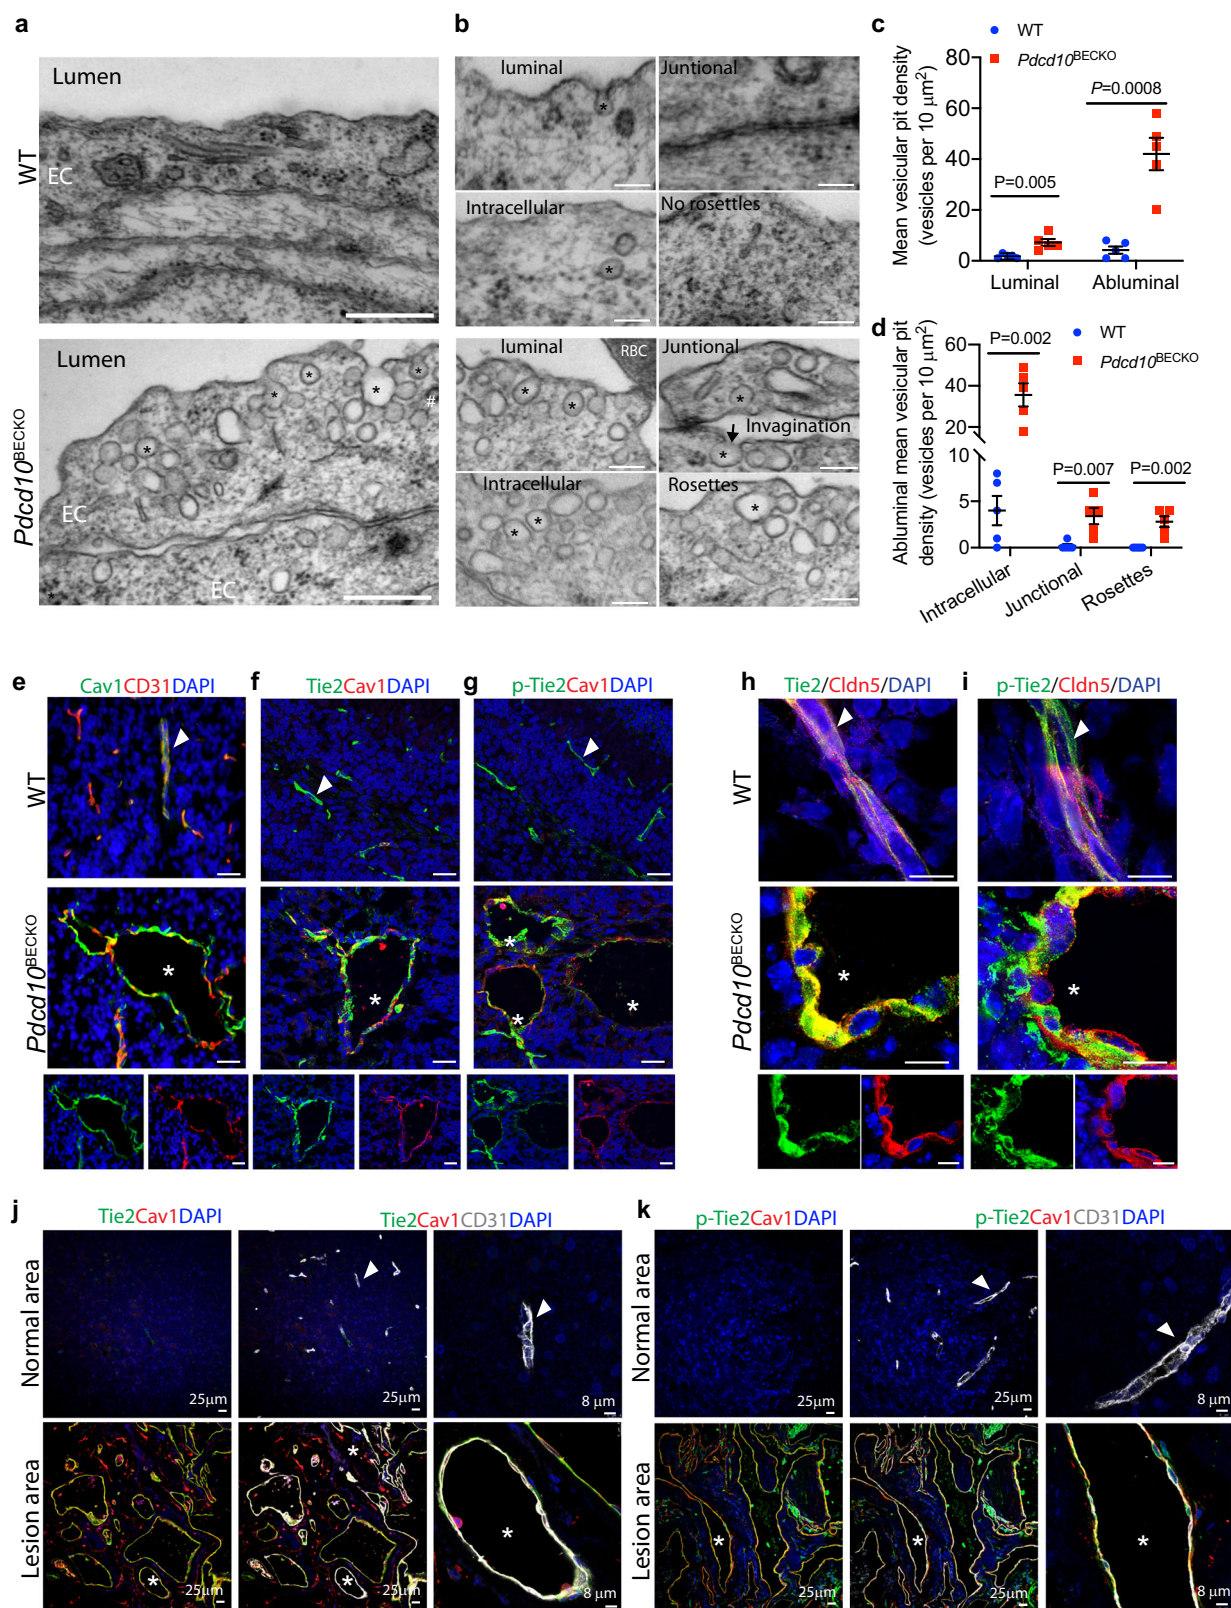 a
Lumen
WT
EC
Lumen
#
Pdcd10BECKO
EC
EC
b
luminal
Juntional
Intracellular
No rosettles
luminal
RBC
Juntional
Invagination
Intracellular
Rosettes
c
WT
Pdcd10BECKO
Mean vesicular pit density
(vesicles per 10 μm2)
80
60
40
20
0
P=0.0008
P=0.005
Luminal
Abluminal
d
WT
Pdcd10BECKO
Abluminal mean vesicular pit
density (vesicles per 10 μm2)
60
40
20
10
5
0
P=0.002
P=0.007
P=0.002
Intracellular
Junctional
Rosettes
e
Cav1CD31DAPI
f
Tie2Cav1DAPI
g
p-Tie2Cav1DAPI
h
Tie2/Cldn5/DAPI
i
p-Tie2/Cldn5/DAPI
WT
Pdcd10BECKO
WT
Pdcd10BECKO
j
Tie2Cav1DAPI
Tie2Cav1CD31DAPI
Normal area
25μm
25μm
8 μm
Lesion area
25μm
25μm
8 μm
k
p-Tie2Cav1DAPI
p-Tie2Cav1CD31DAPI
Normal area
25μm
25μm
8 μm
Lesion area
25μm
25μm
8 μm